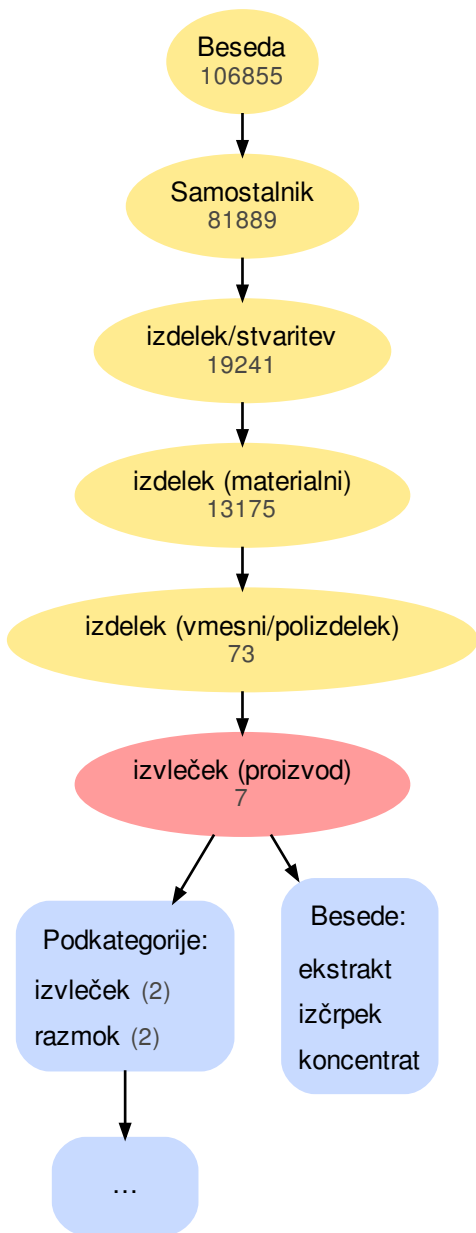 Beseda
106855
Samostalnik
81889
izdelek/stvaritev
19241
izdelek (materialni)
13175
izdelek (vmesni/polizdelek)
73
izvleček (proizvod)
7
Podkategorije:
izvleček (2)
razmok (2)
Besede:
ekstrakt
izčrpek
koncentrat
...